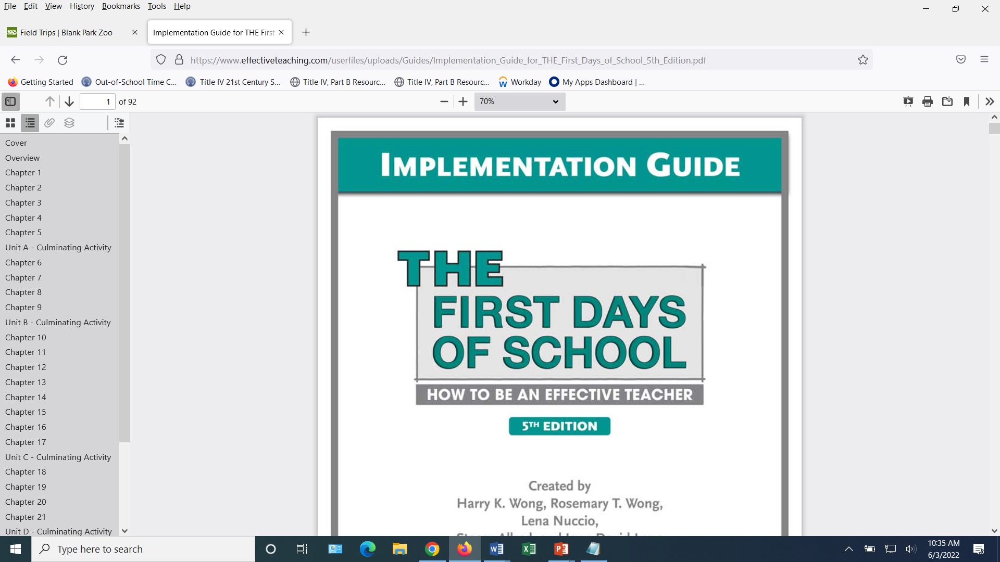 File Edit View History Bookmarks Tools Help
Field Trips | Blank Park Zoo
Implementation Guide for THE First
https://www.effectiveteaching.com/userfiles/uploads/Guides/Implementation_Guide_for_THE_First_Days_of_School_5th_Edition.pdf
Getting Started Out-of-School Time C... Title IV 21st Century S... Title IV, Part B Resourc... Title IV, Part B Resourc... Workday My Apps Dashboard | ...
1 of 92 70%
Cover
Overview
Chapter 1
Chapter 2
Chapter 3
Chapter 4
Chapter 5
Unit A - Culminating Activity
Chapter 6
Chapter 7
Chapter 8
Chapter 9
Unit B - Culminating Activity
Chapter 10
Chapter 11
Chapter 12
Chapter 13
Chapter 14
Chapter 15
Chapter 16
Chapter 17
Unit C - Culminating Activity
Chapter 18
Chapter 19
Chapter 20
Chapter 21
Unit D - Culminating Activity
IMPLEMENTATION GUIDE
THE
FIRST DAYS
OF SCHOOL
HOW TO BE AN EFFECTIVE TEACHER
5TH EDITION
Created by
Harry K. Wong, Rosemary T. Wong,
Lena Nuccio,
Type here to search
10:35 AM
6/3/2022